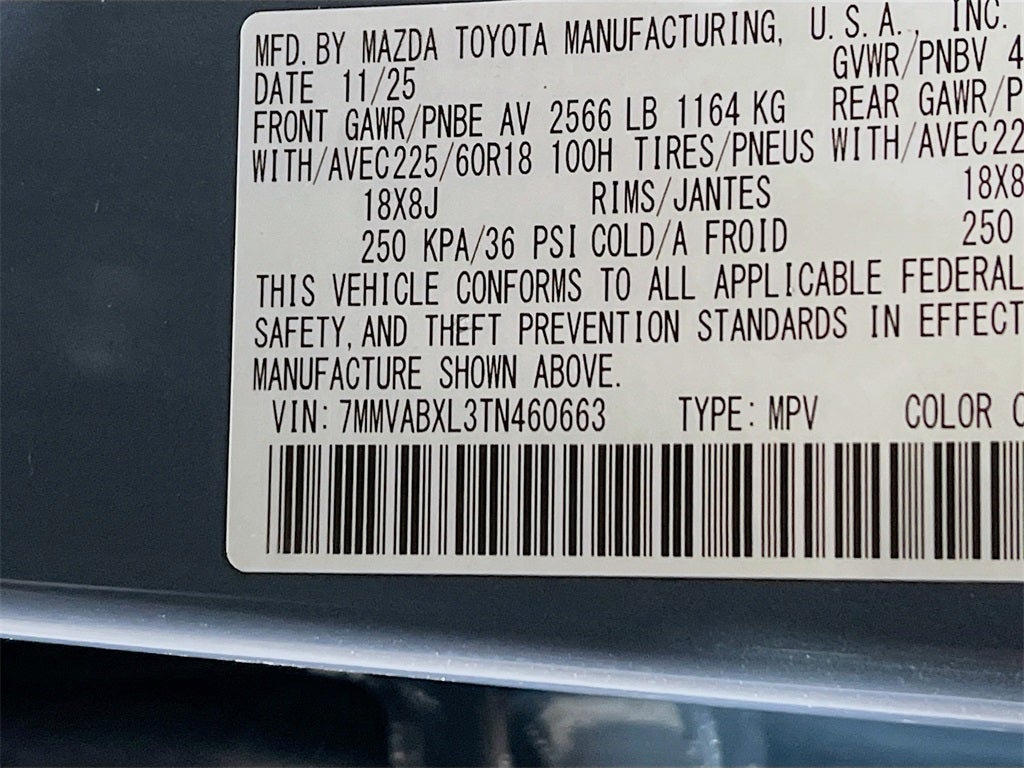 MFD. BY MAZDA TOYOTA MANUFACTURING, U.S.A., INC.
DATE 11/25 GVWR/PNBV 4
FRONT GAWR/PNBE AV 2566 LB 1164 KG REAR GAWR/P
WITH/AVEC225/60R18 100H TIRES/PNEUS WITH/AVEC22
18X8J RIMS/JANTES 18X8
250 KPA/36 PSI COLD/A FROID 250
THIS VEHICLE CONFORMS TO ALL APPLICABLE FEDERAL
SAFETY, AND THEFT PREVENTION STANDARDS IN EFFECT
MANUFACTURE SHOWN ABOVE.
VIN: 7MMVABXL3TN460663 TYPE: MPV COLOR C